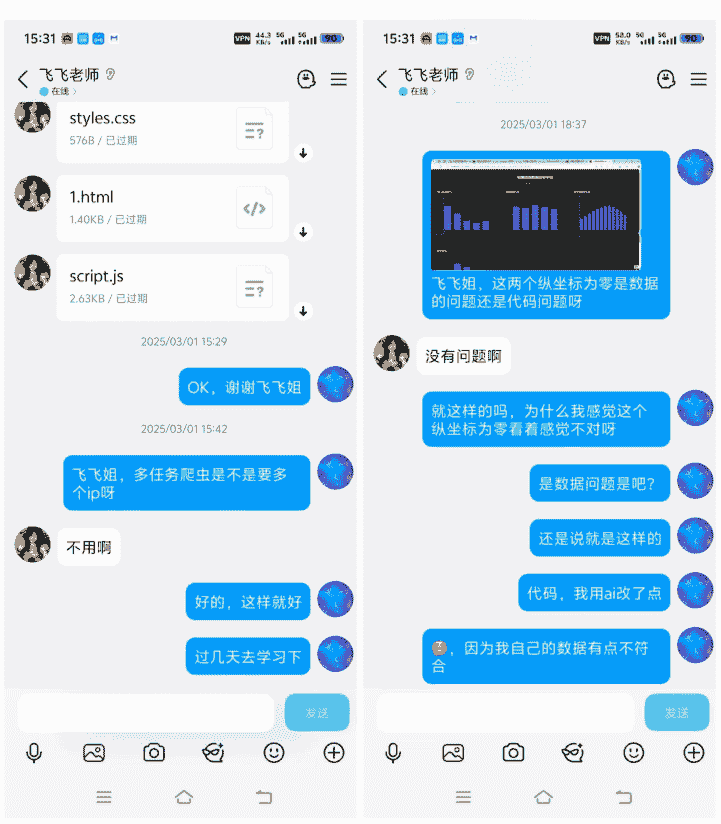 15:31
VPN
44.3
KB/s
5G
5G
90
飞飞老师
在线
styles.css
576B / 已过期
1.html
1.40KB / 已过期
script.js
2.63KB / 已过期
2025/03/01 15:29
OK，谢谢飞飞姐
2025/03/01 15:42
飞飞姐，多任务爬虫是不是要多
个ip呀
不用啊
好的，这样就好
过几天去学习下
发送
15:31
VPN
58.0
KB/s
5G
5G
90
飞飞老师
在线
2025/03/01 18:37
飞飞姐，这两个纵坐标为零是数据
的问题还是代码问题呀
没有问题啊
就这样的吗，为什么我感觉这个
纵坐标为零看着感觉不对呀
是数据问题是吧？
还是说就是这样的
代码，我用ai改了点
，因为我自己的数据有点不符
合
发送